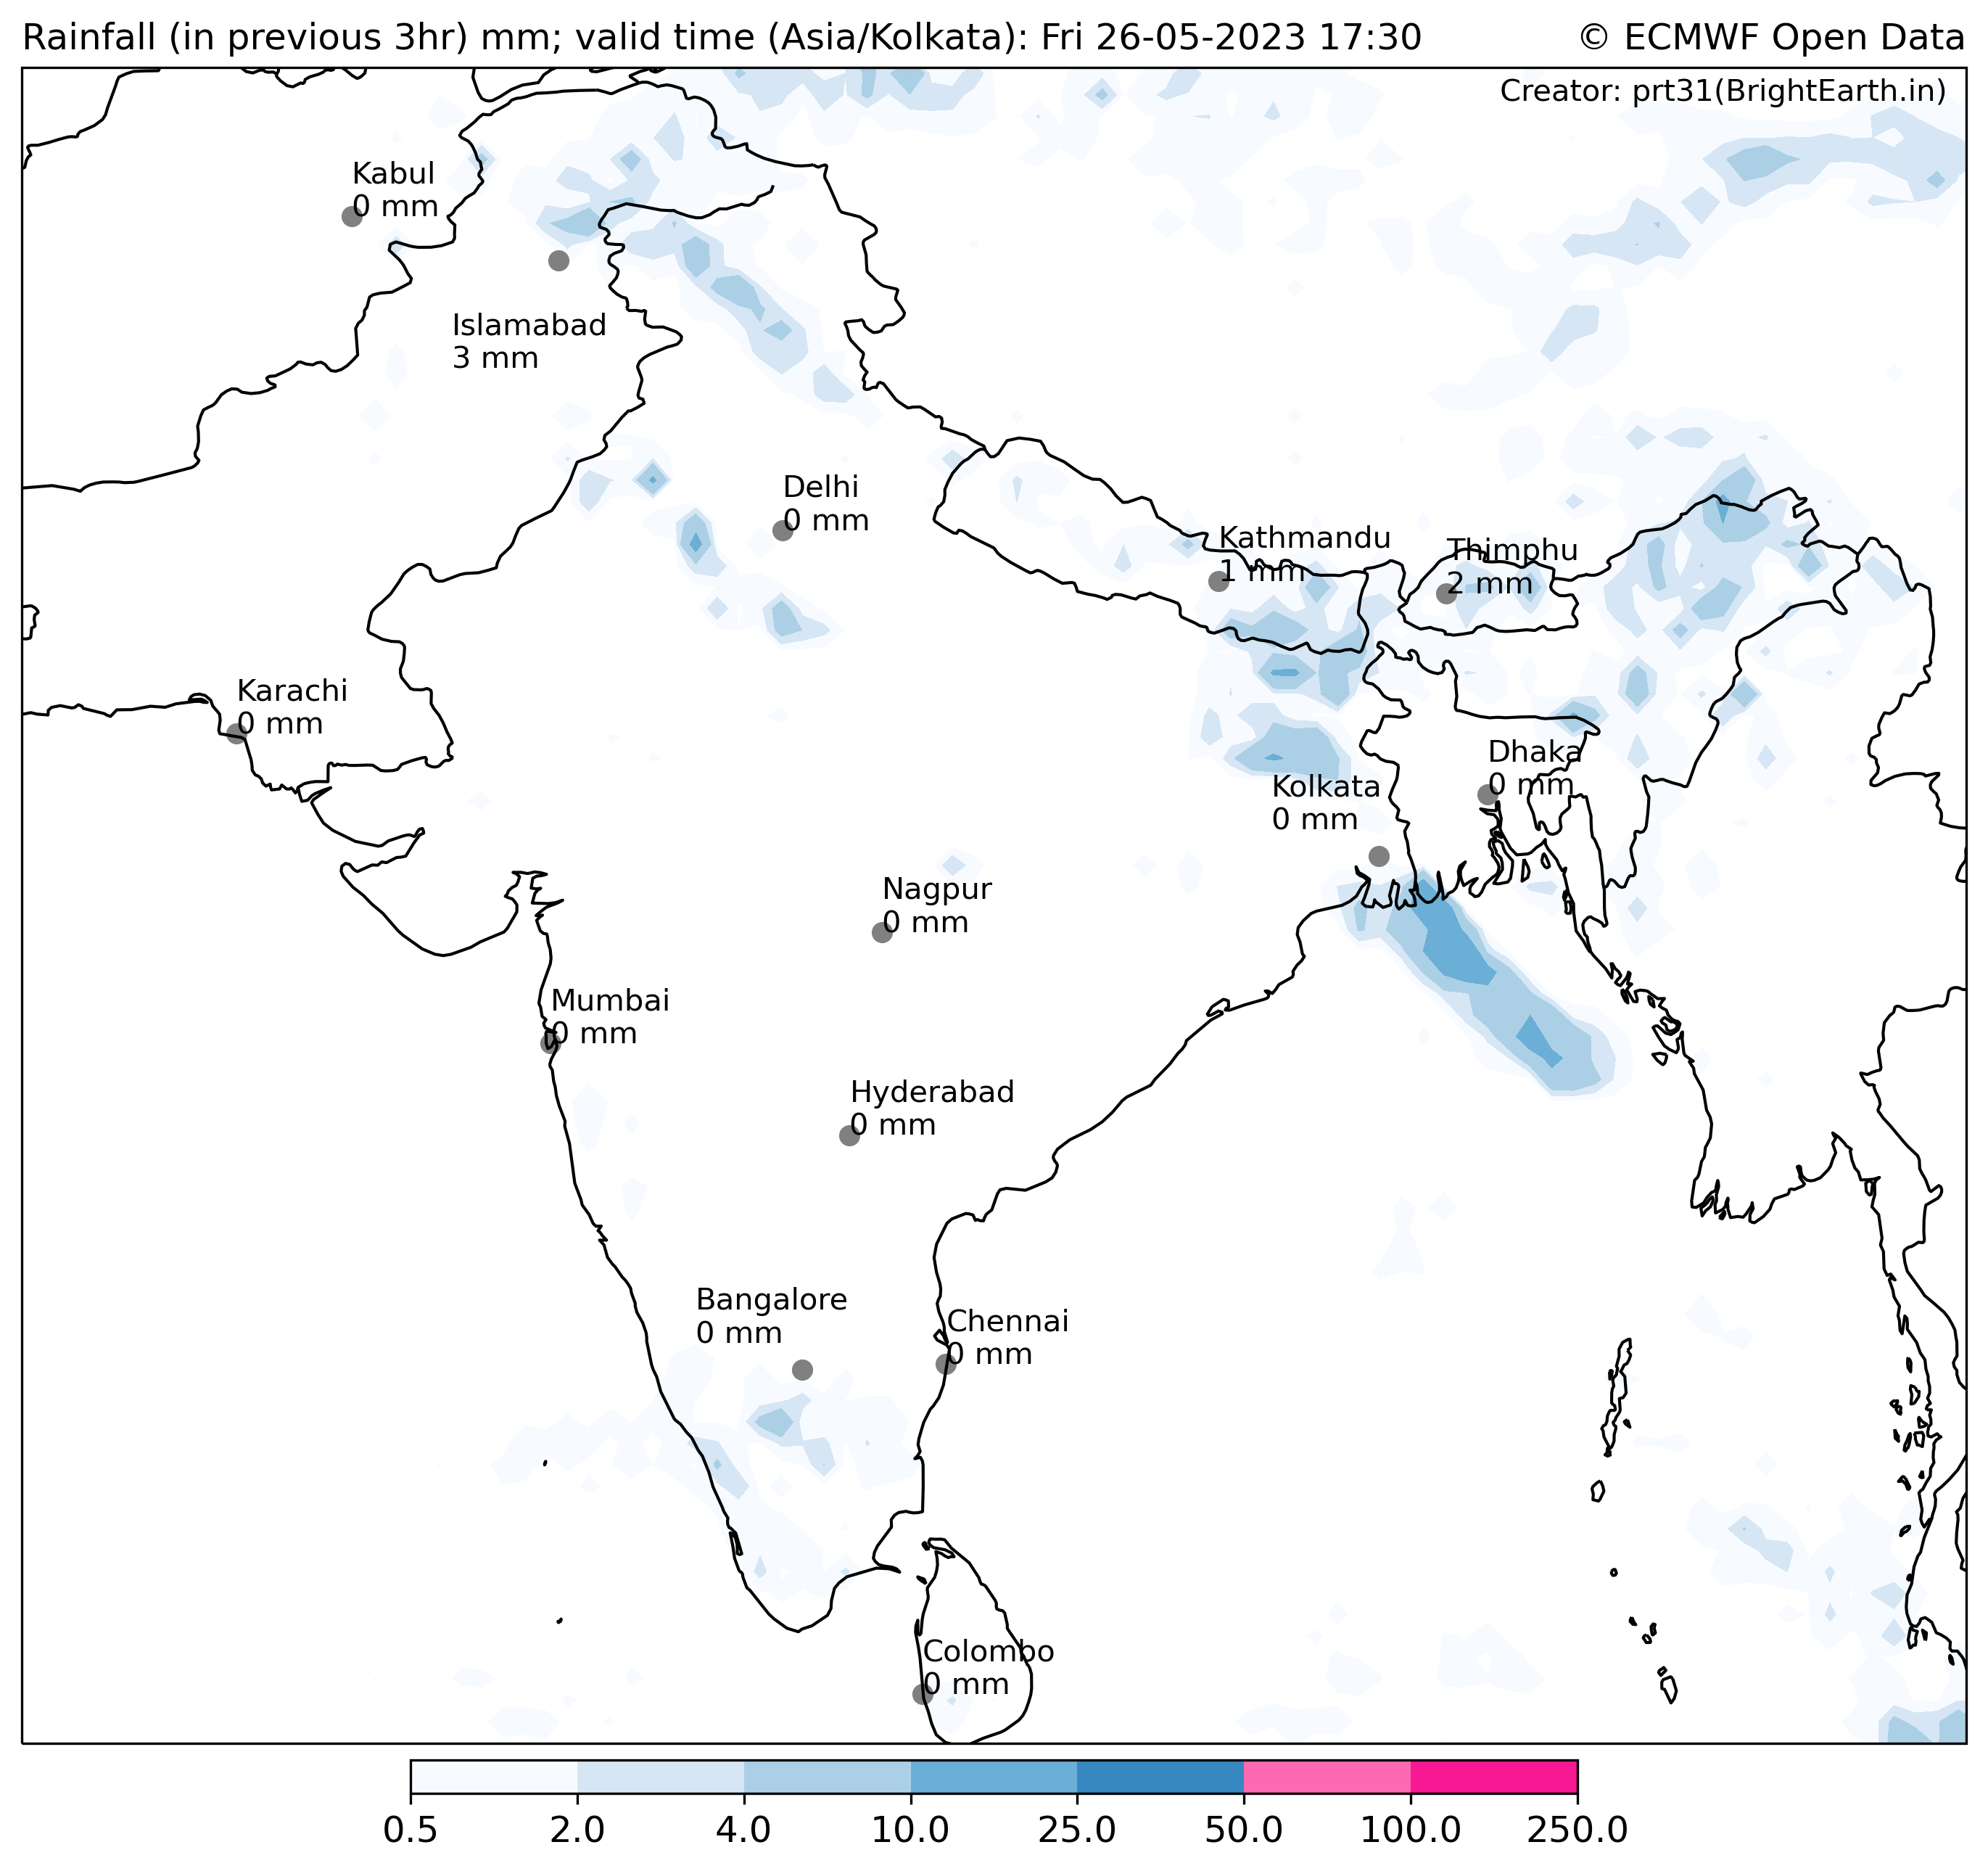 Rainfall (in previous 3hr) mm; valid time (Asia/Kolkata): Fri 26-05-2023 17:30
© ECMWF Open Data
Creator: prt31(BrightEarth.in)
Kabul
0 mm
Islamabad
3 mm
Delhi
0 mm
Kathmandu
1 mm
Thimphu
2 mm
Karachi
0 mm
Dhaka
0 mm
Kolkata
0 mm
Nagpur
0 mm
Mumbai
0 mm
Hyderabad
0 mm
Bangalore
0 mm
Chennai
0 mm
Colombo
0 mm
0.5 2.0 4.0 10.0 25.0 50.0 100.0 250.0